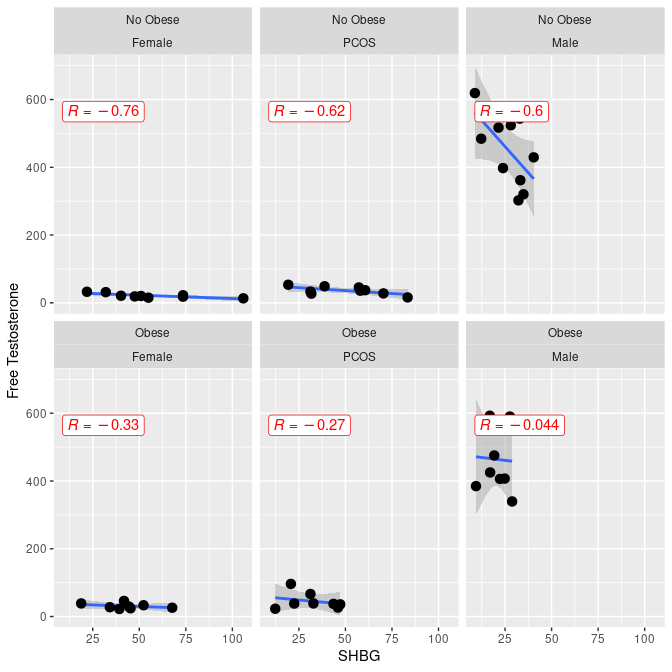 No Obese No Obese No Obese
Female PCOS Male
600
400
200
0
R = −0.76 R = −0.62 R = −0.6
Free Testosterone
Obese Obese Obese
Female PCOS Male
600
400
200
0
R = −0.33 R = −0.27 R = −0.044
25 50 75 100 25 50 75 100 25 50 75 100
SHBG